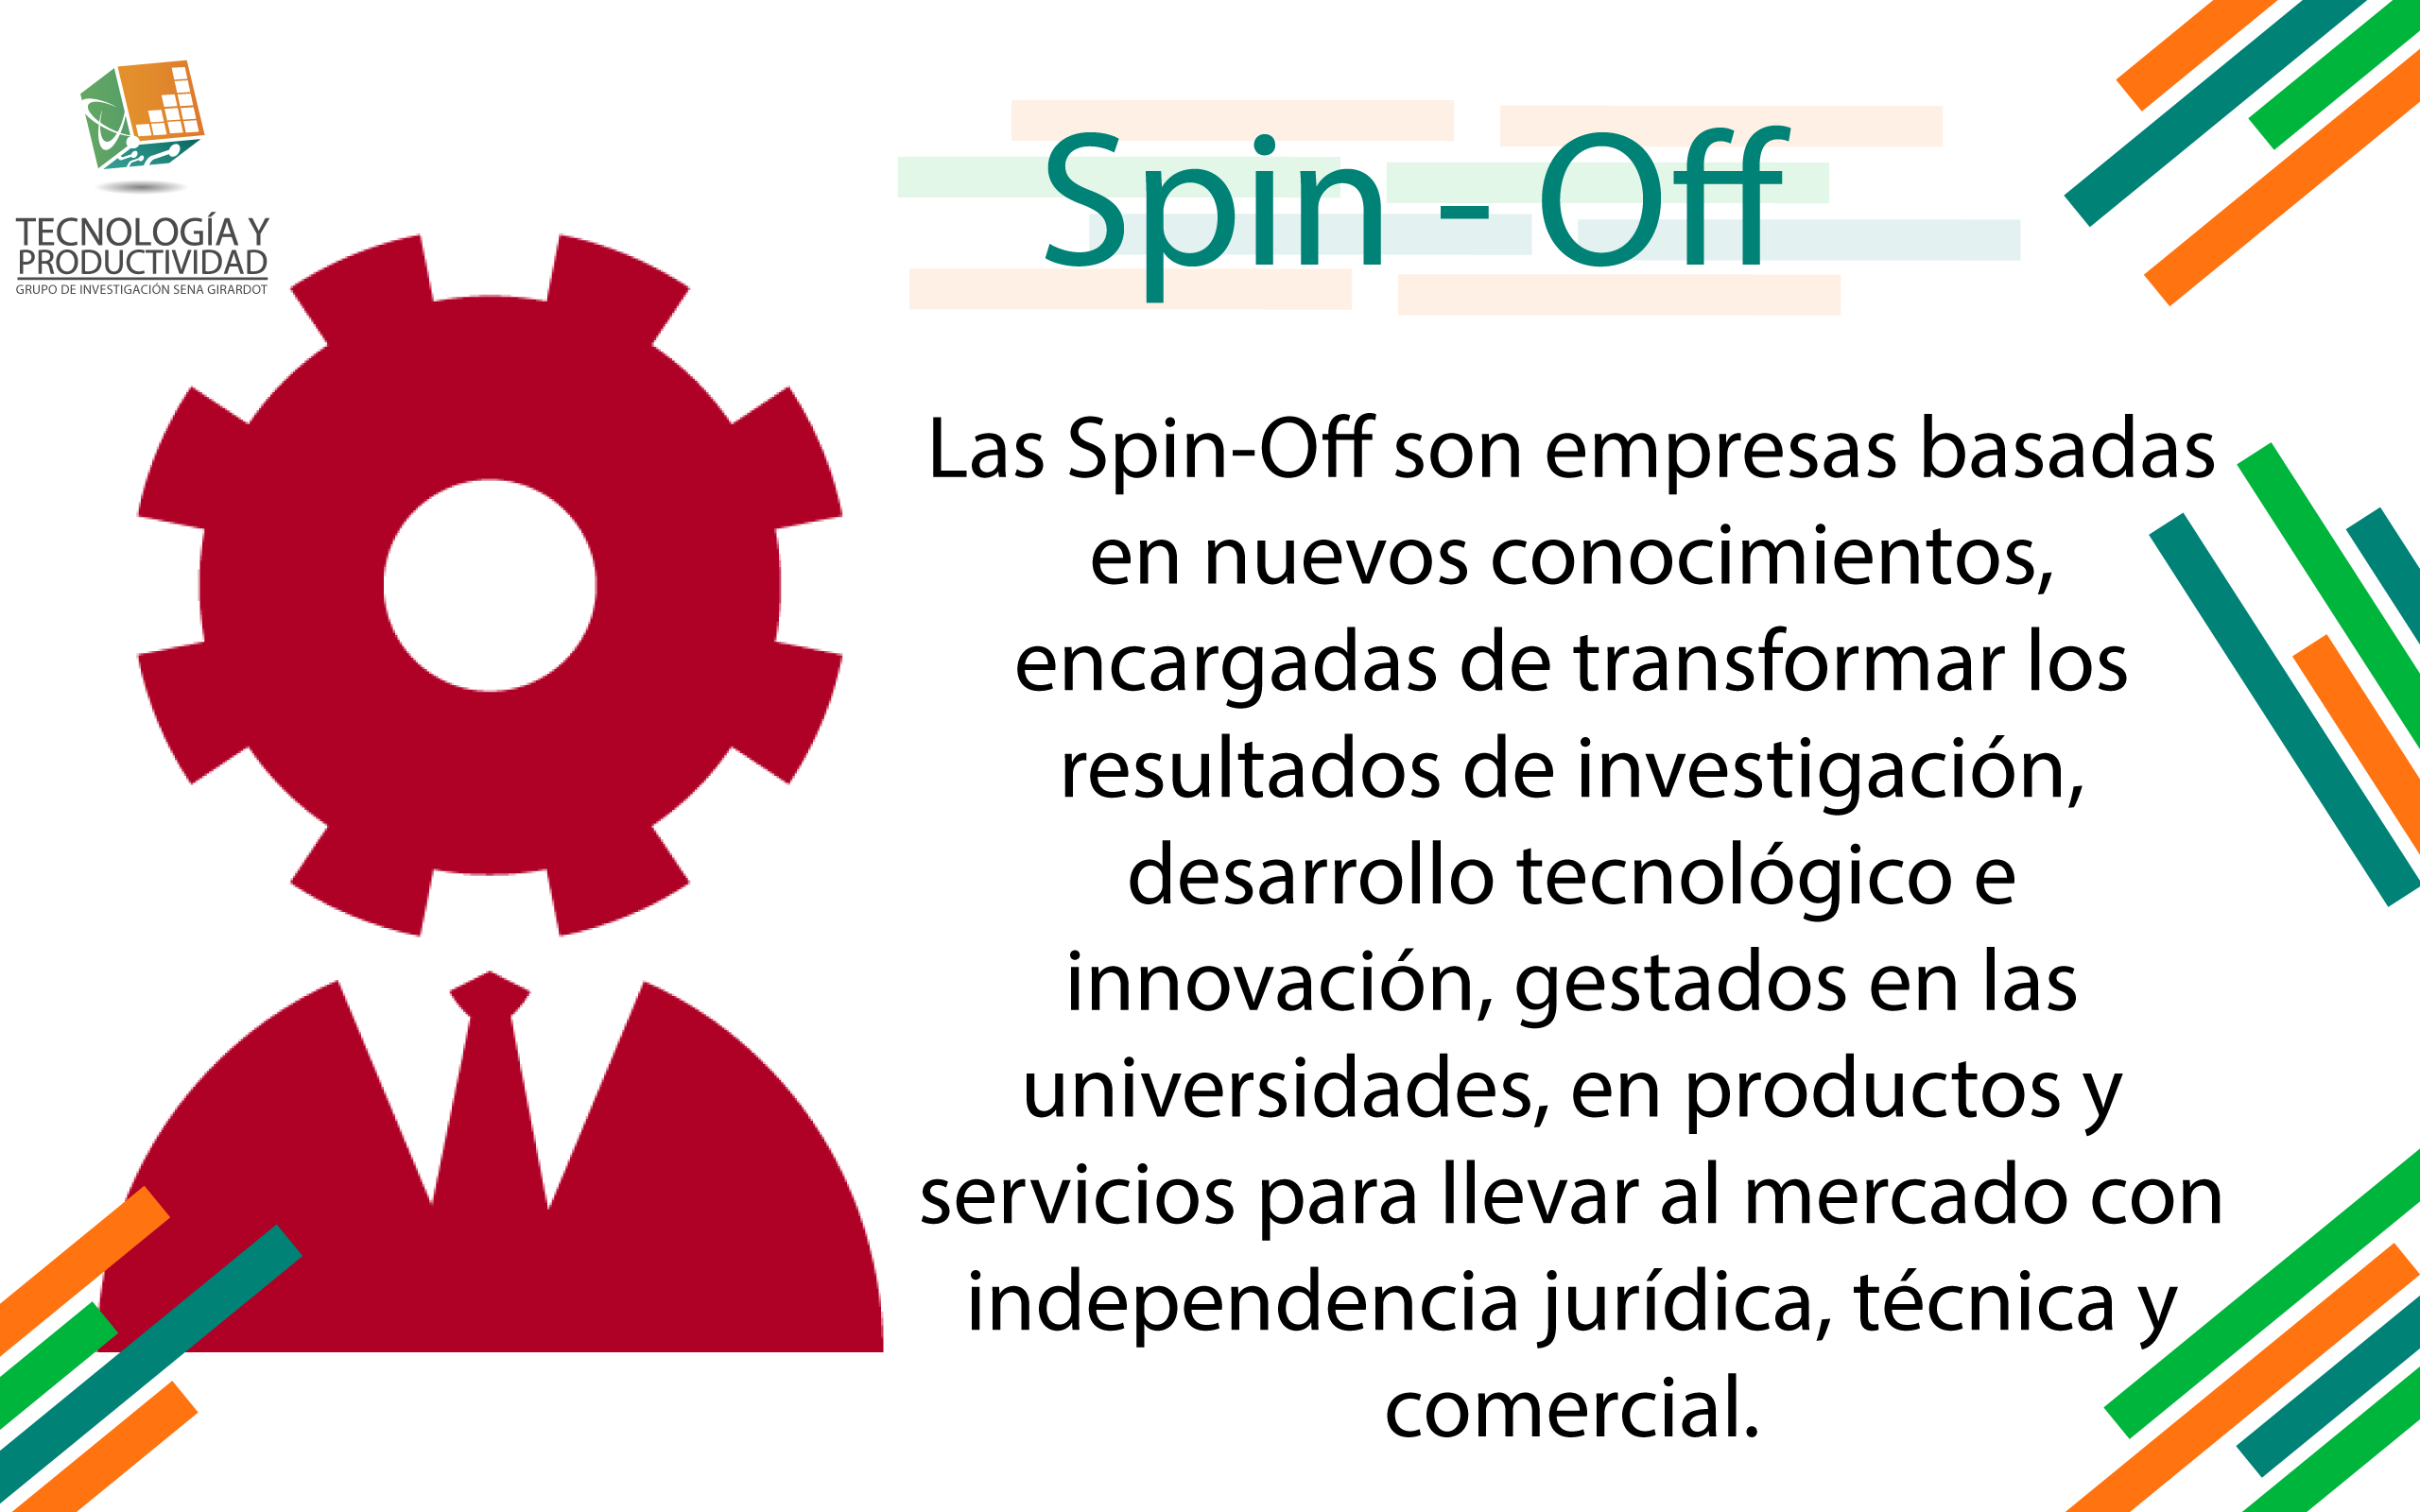 TECNOLOGÍA Y
PRODUCTIVIDAD
GRUPO DE INVESTIGACIÓN SENA GIRARDOT
Spin - Off
Las Spin-Off son empresas basadas
en nuevos conocimientos,
encargadas de transformar los
resultados de investigación,
desarrollo tecnológico e
innovación, gestados en las
universidades, en productos y
servicios para llevar al mercado con
independencia jurídica, técnica y
comercial.